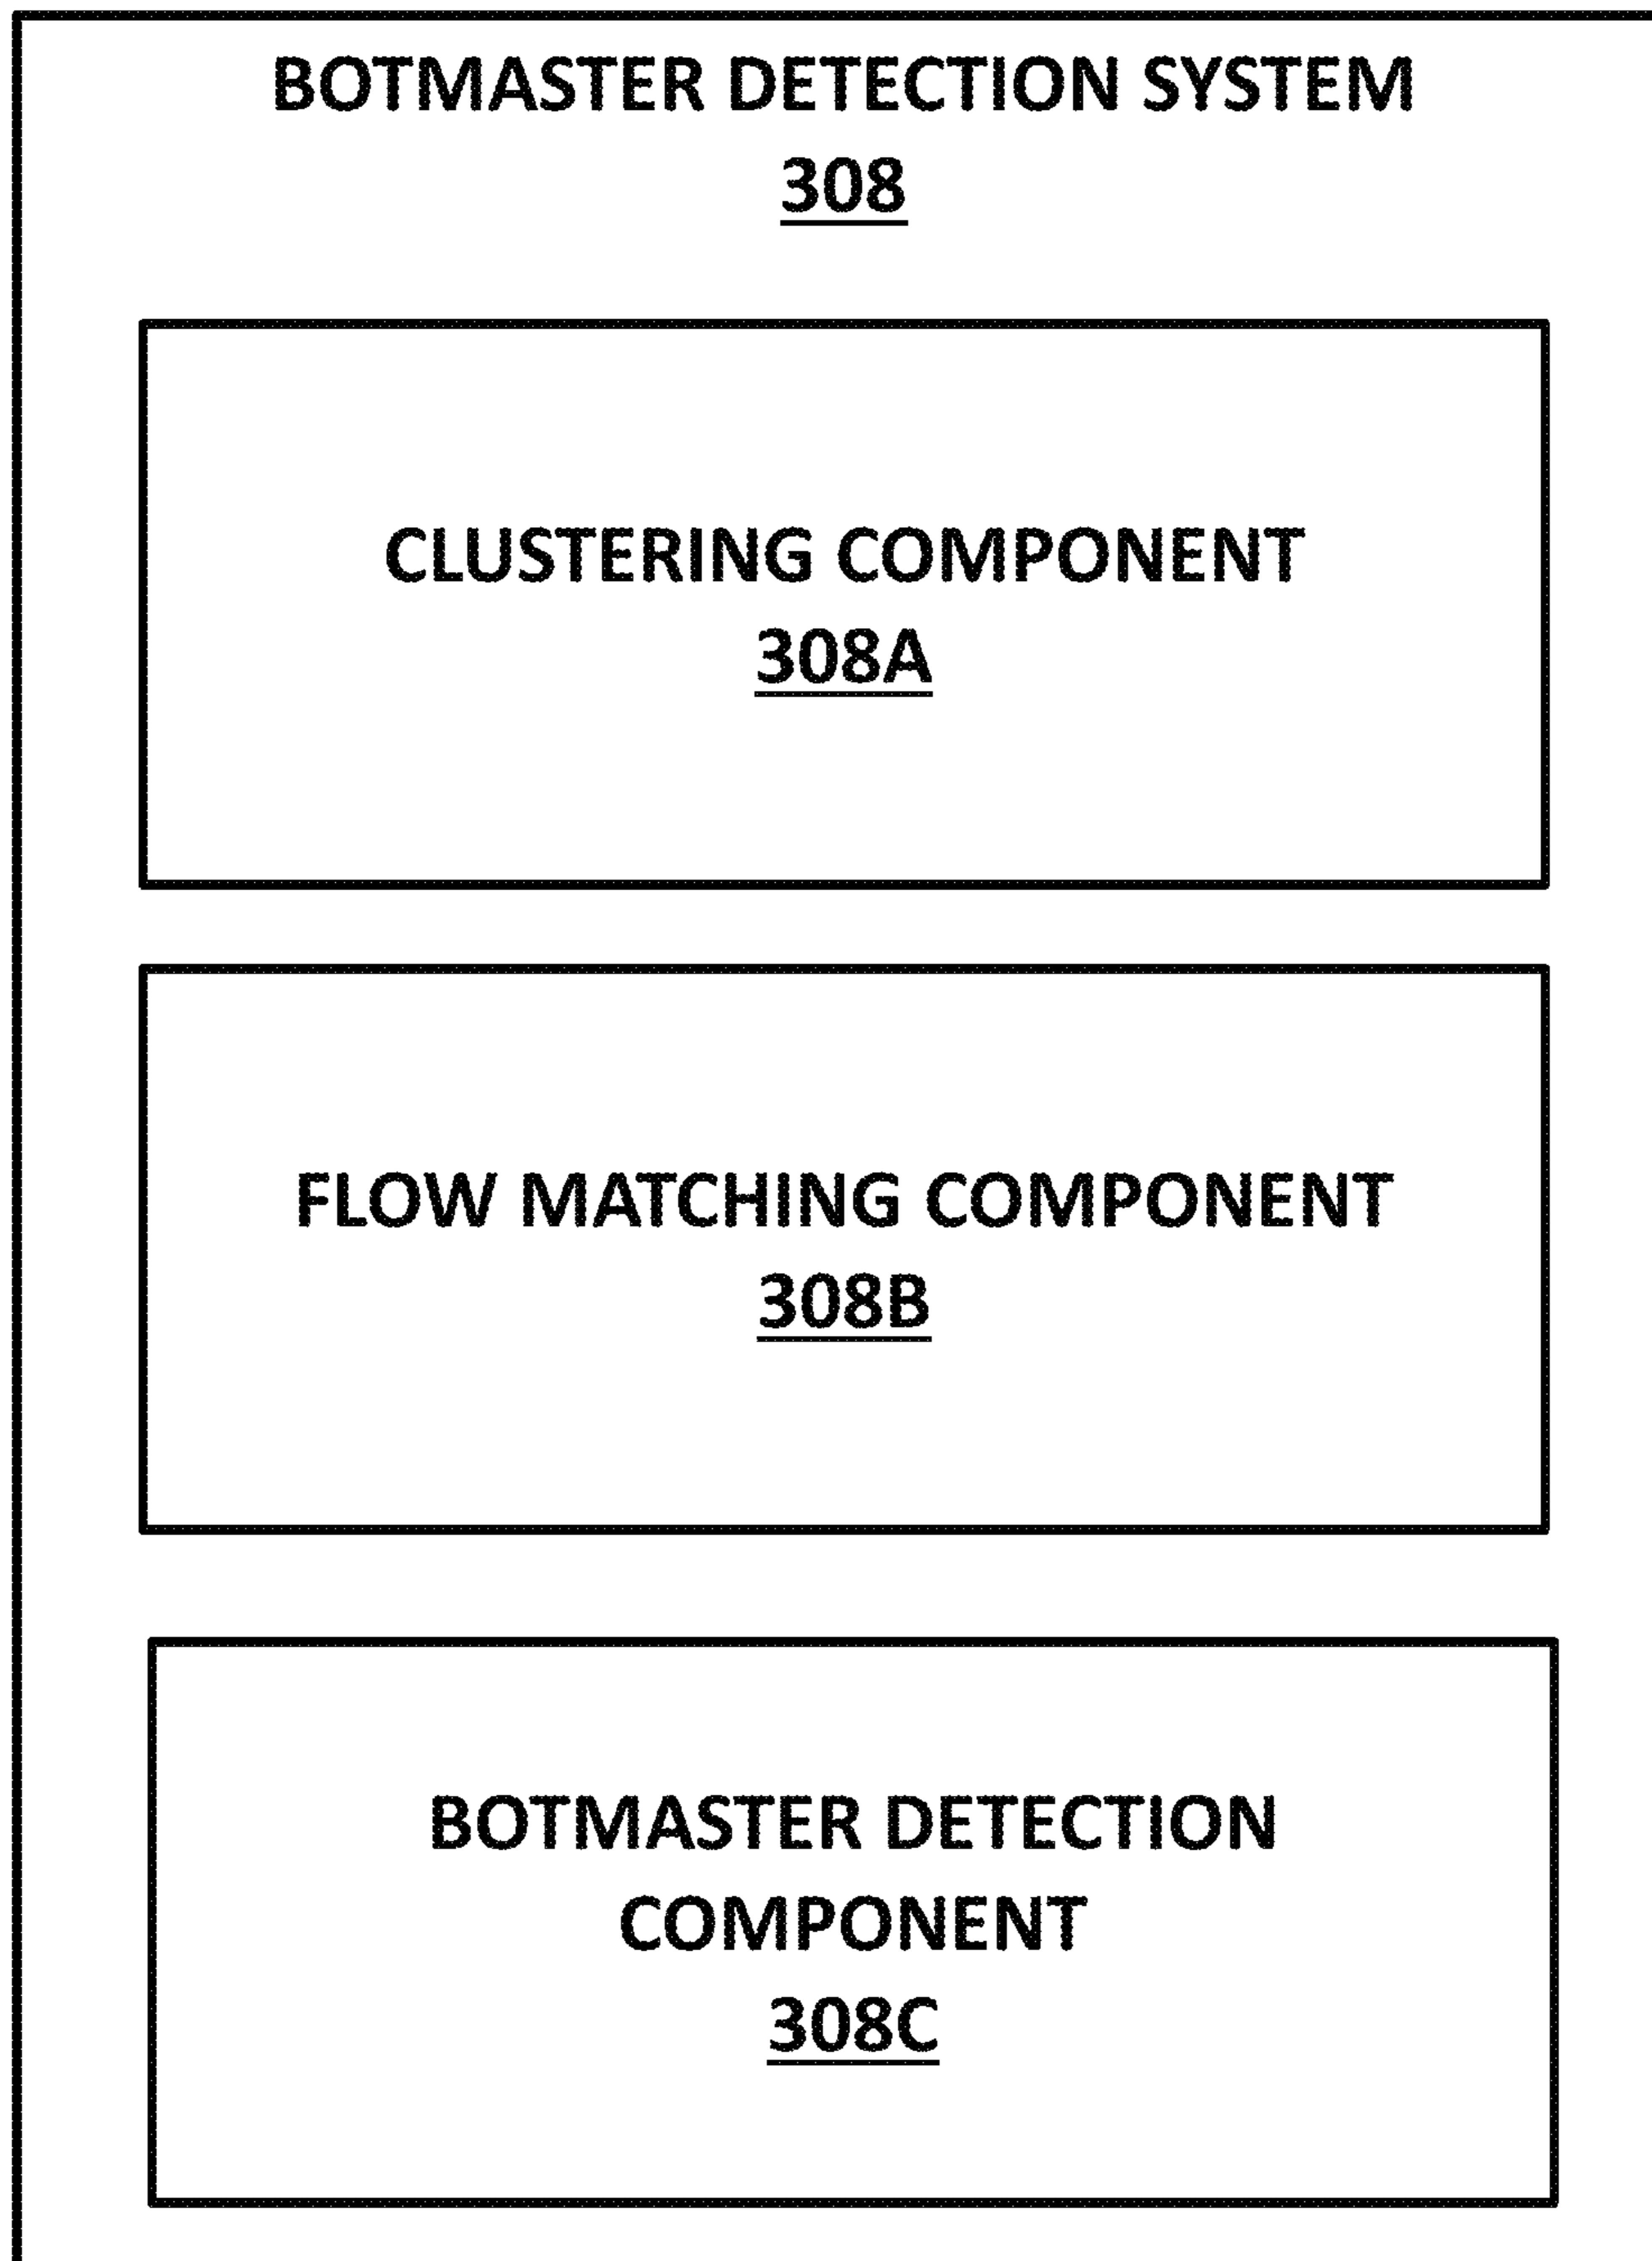 BOTMASTER DETECTION SYSTEM
308
CLUSTERING COMPONENT
308A
FLOW MATCHING COMPONENT
308B
BOTMASTER DETECTION
COMPONENT
308C